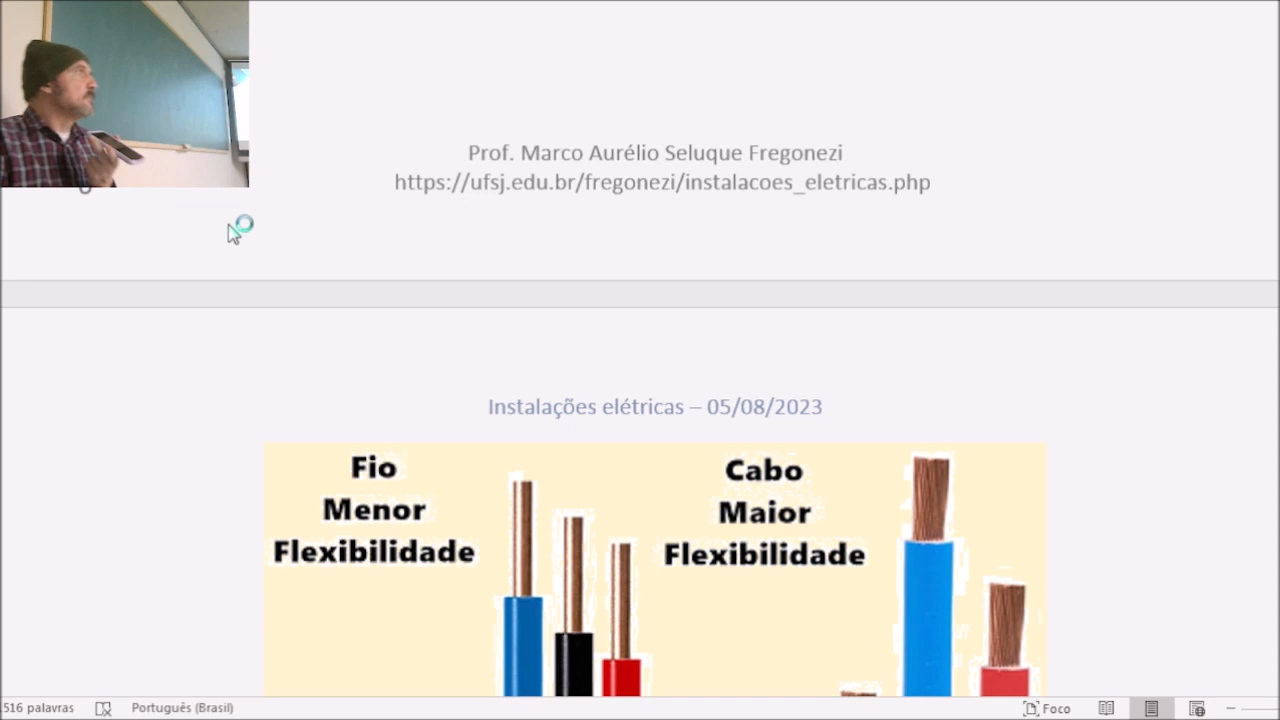 Prof. Marco Aurélio Seluque Fregonezi
https://ufsj.edu.br/fregonezi/instalacoes_eletricas.php
Instalações elétricas – 05/08/2023
Fio
Menor
Flexibilidade
Cabo
Maior
Flexibilidade
516 palavras
Português (Brasil)
Foco